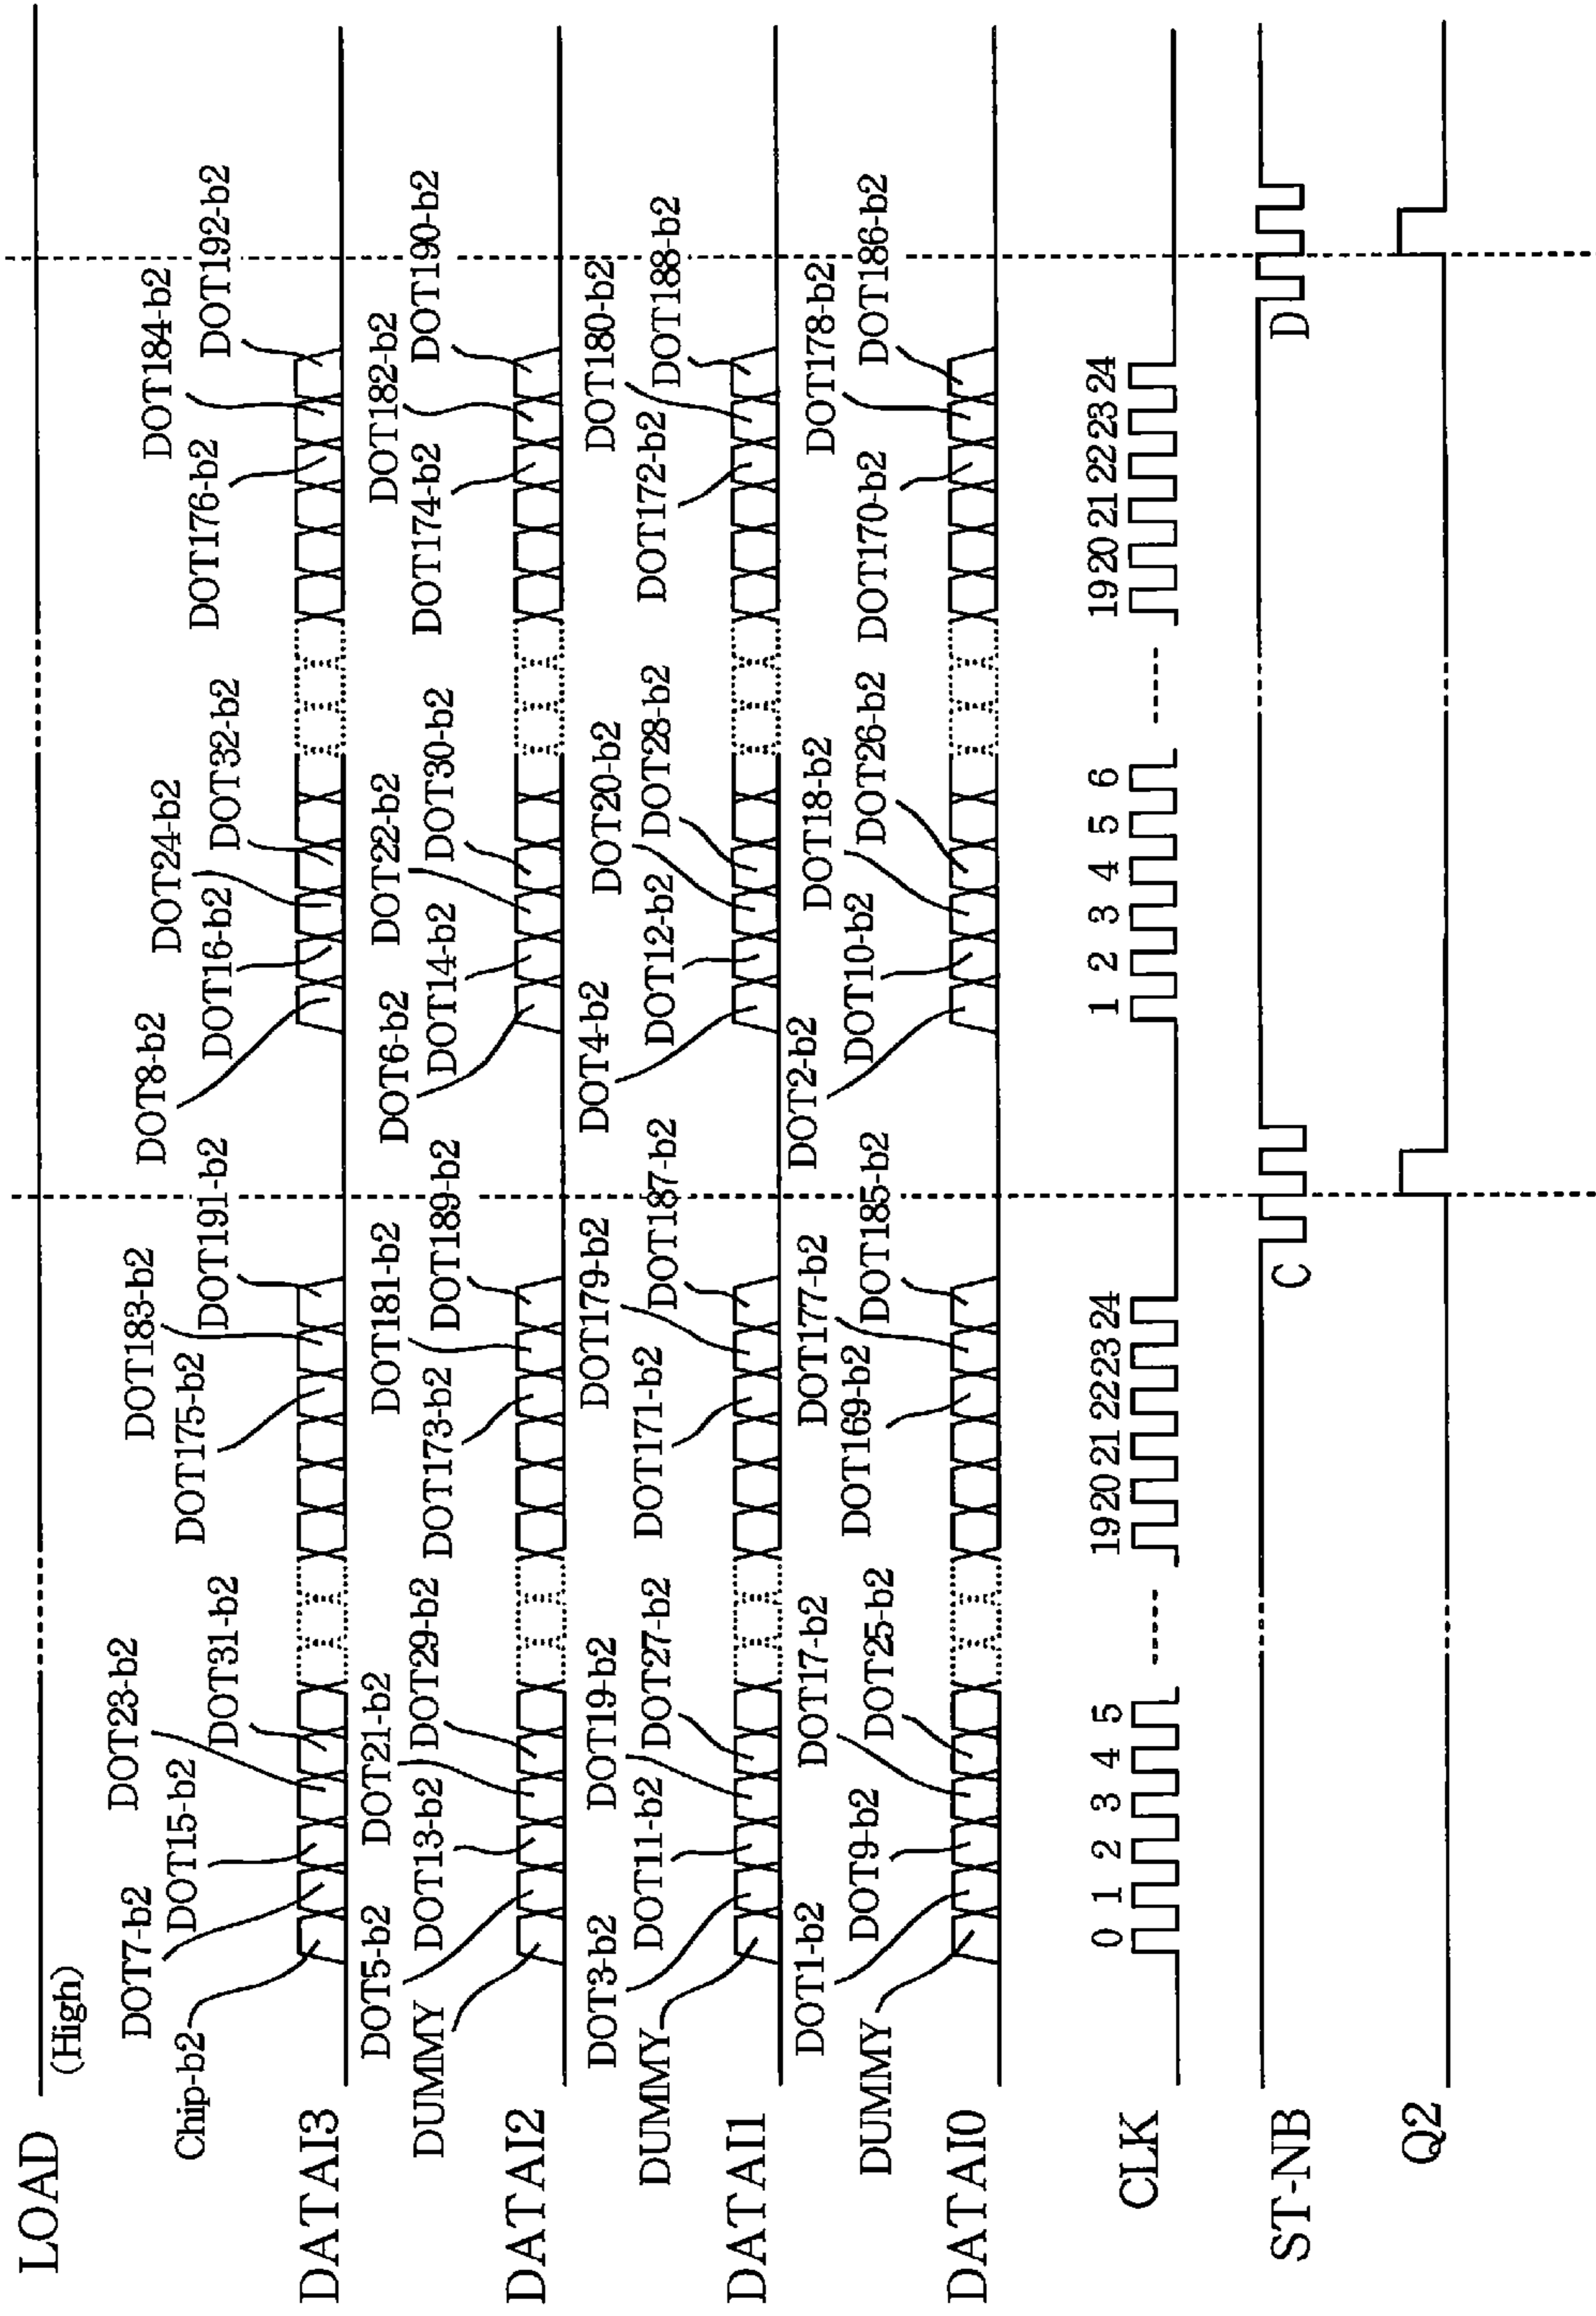 LOAD
(High)
Chip-b2
DOT7-b2
DOT15-b2
DOT23-b2
DOT31-b2
DOT175-b2
DOT183-b2
DOT191-b2
DOT8-b2
DOT16-b2
DOT24-b2
DOT32-b2
DOT176-b2
DOT184-b2
DOT192-b2
DATAI3
DUMMY
DOT5-b2
DOT13-b2
DOT21-b2
DOT29-b2
DOT173-b2
DOT181-b2
DOT189-b2
DOT6-b2
DOT14-b2
DOT22-b2
DOT30-b2
DOT174-b2
DOT182-b2
DOT190-b2
DATAI2
DUMMY
DOT3-b2
DOT11-b2
DOT19-b2
DOT27-b2
DOT171-b2
DOT179-b2
DOT187-b2
DOT4-b2
DOT12-b2
DOT20-b2
DOT28-b2
DOT172-b2
DOT180-b2
DOT188-b2
DATAI1
DUMMY
DOT1-b2
DOT9-b2
DOT17-b2
DOT25-b2
DOT169-b2
DOT177-b2
DOT185-b2
DOT2-b2
DOT10-b2
DOT18-b2
DOT26-b2
DOT170-b2
DOT178-b2
DOT186-b2
DATAI0
0 1 2 3 4 5 19 20 21 22 23 24 1 2 3 4 5 6 19 20 21 22 23 24
CLK
ST-NB
C
D
Q2